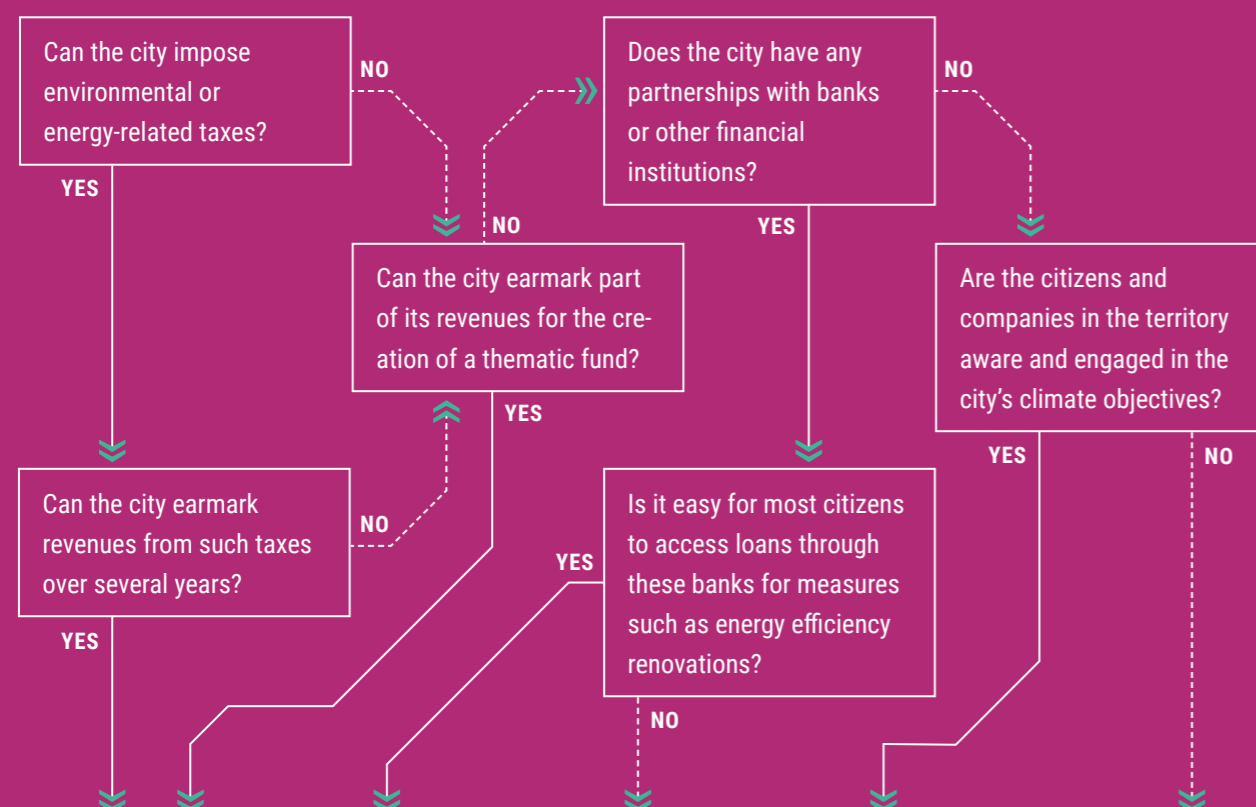 Can the city impose
environmental or
energy-related taxes?
NO
YES
Does the city have any
partnerships with banks
or other financial
institutions?
NO
YES
NO
Can the city earmark part
of its revenues for the cre-
ation of a thematic fund?
YES
Are the citizens and
companies in the territory
aware and engaged in the
city’s climate objectives?
YES
NO
Can the city earmark
revenues from such taxes
over several years?
NO
YES
Is it easy for most citizens
to access loans through
these banks for measures
such as energy efficiency
renovations?
YES
NO